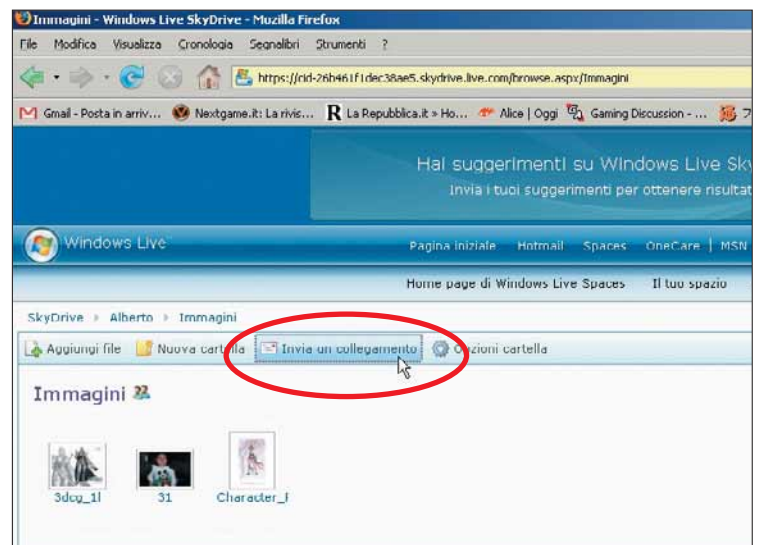 Immagini - Windows Live SkyDrive - Mozilla Firefox
File Modifica Visualizza Cronologia Segnalibri Strumenti ?
https://cid-26b461f1dec38ae5.skydrive.live.com/browse.aspx/Immagini
Gmail - Posta in arriv... Nextgame.it: La rivis... La Repubblica.it » Ho... Alice | Oggi Gaming Discussion - ...
Hai suggerimenti su Windows Live Sky
Invia i tuoi suggerimenti per ottenere risultat
Windows Live™ Pagina iniziale Hotmail Spaces OneCare | MSN
Home page di Windows Live Spaces Il tuo spazio
SkyDrive Alberto Immagini
Aggiungi file Nuova cartella Invia un collegamento Opzioni cartella
Immagini
3dcg_1l 31 Character_F